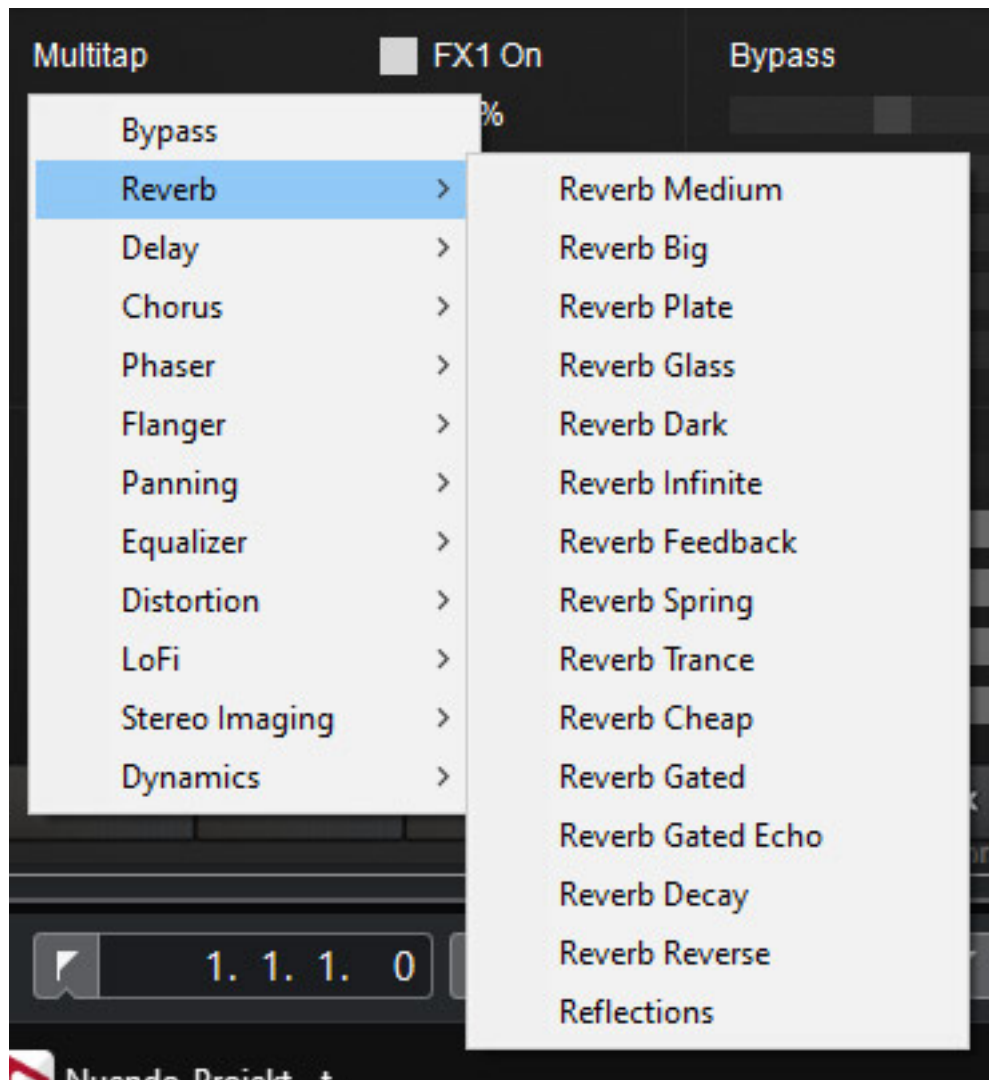 Multitap FX1 On Bypass
%
Bypass
Reverb
Delay
Chorus
Phaser
Flanger
Panning
Equalizer
Distortion
LoFi
Stereo Imaging
Dynamics
Reverb Medium
Reverb Big
Reverb Plate
Reverb Glass
Reverb Dark
Reverb Infinite
Reverb Feedback
Reverb Spring
Reverb Trance
Reverb Cheap
Reverb Gated
Reverb Gated Echo
Reverb Decay
Reverb Reverse
Reflections
1. 1. 1. 0